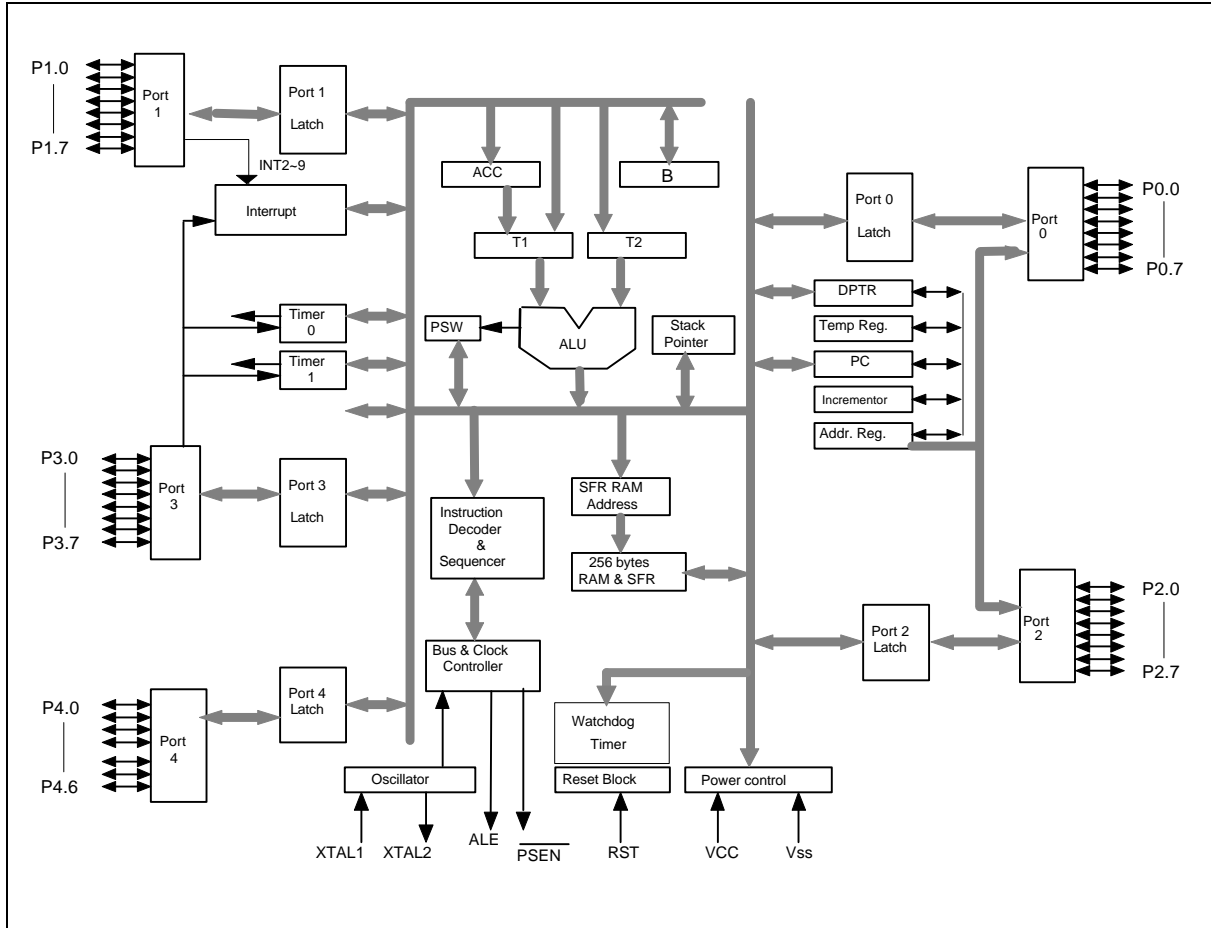 P1.0
P1.7
Port
1
Port 1
Latch
INT2~9
Interrupt
Timer
0
Timer
1
P3.0
P3.7
Port
3
Port 3
Latch
P4.0
P4.6
Port
4
Port 4
Latch
ACC
B
T1
T2
PSW
ALU
Stack
Pointer
Instruction
Decoder
&
Sequencer
SFR RAM
Address
256 bytes
RAM & SFR
Bus & Clock
Controller
Watchdog
Timer
Oscillator
Reset Block
Power control
XTAL1
XTAL2
ALE
PSEN
RST
VCC
Vss
Port 0
Latch
Port
0
P0.0
P0.7
DPTR
Temp Reg.
PC
Incrementor
Addr. Reg.
Port 2
Latch
Port
2
P2.0
P2.7